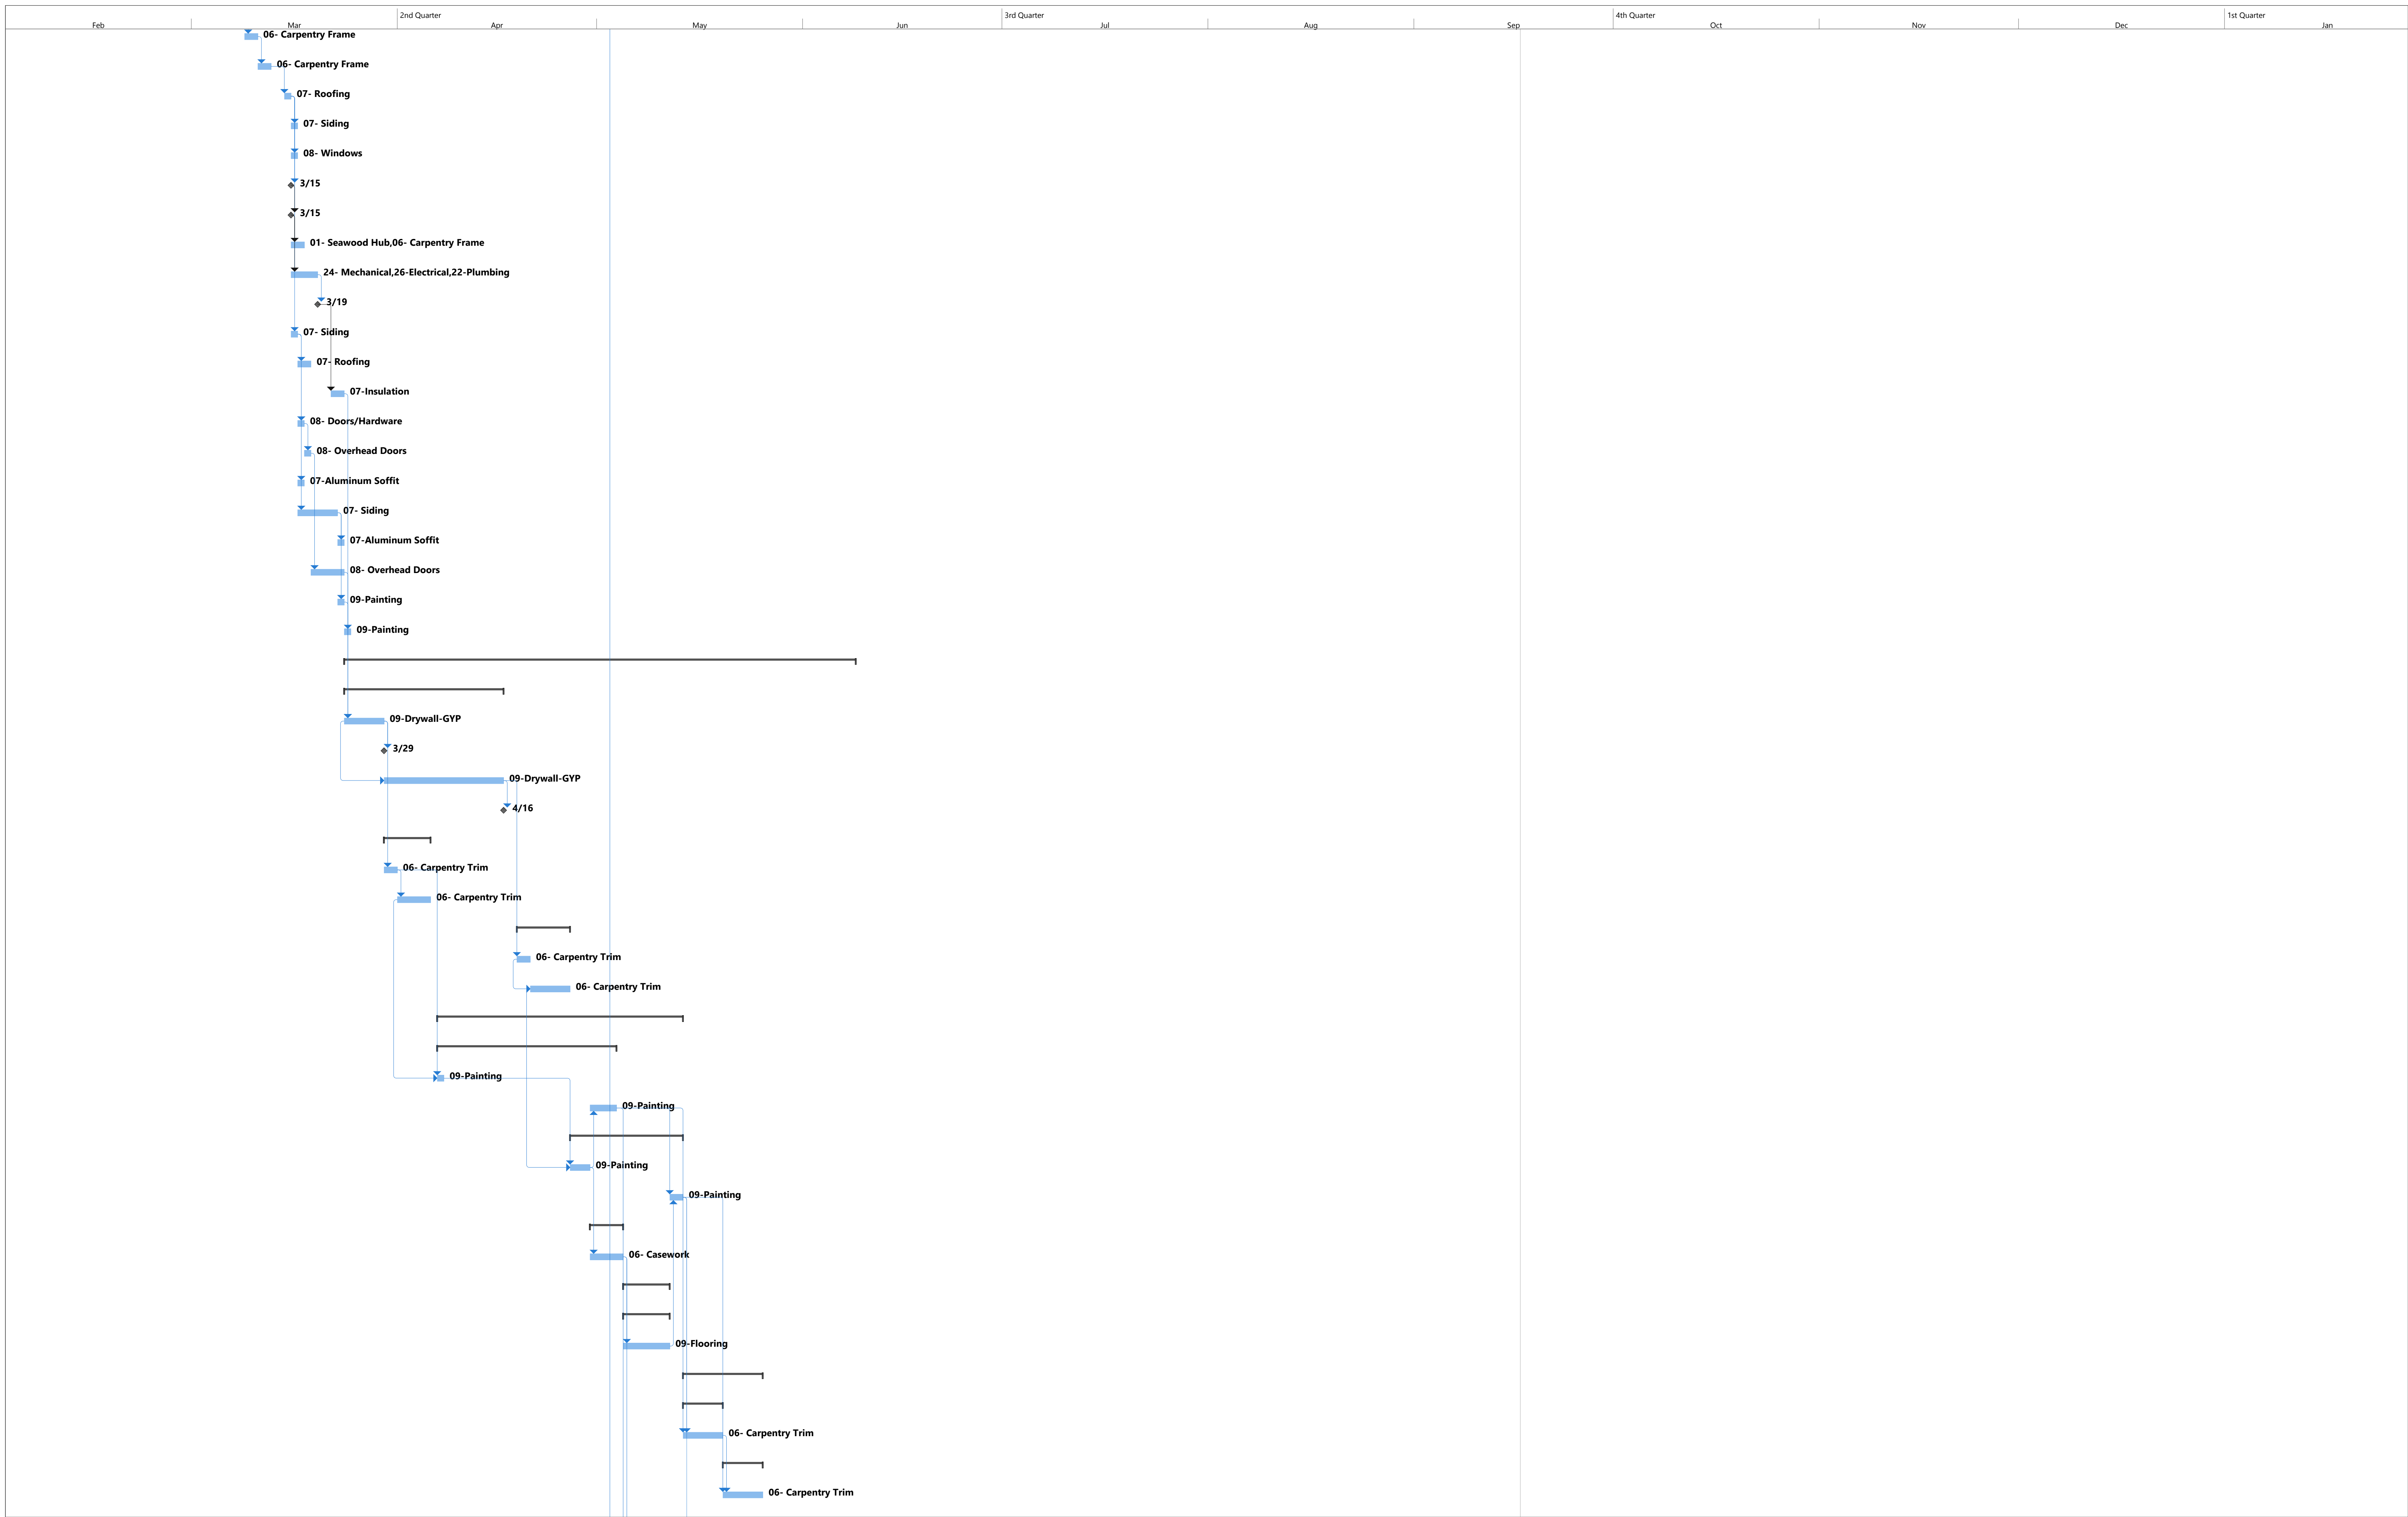 2nd Quarter 3rd Quarter 4th Quarter 1st Quarter
Feb Mar Apr May Jun Jul Aug Sep Oct Nov Dec Jan
06- Carpentry Frame
06- Carpentry Frame
07- Roofing
07- Siding
08- Windows
3/15
3/15
01- Seawood Hub,06- Carpentry Frame
24- Mechanical,26-Electrical,22-Plumbing
3/19
07- Siding
07- Roofing
07-Insulation
08- Doors/Hardware
08- Overhead Doors
07-Aluminum Soffit
07- Siding
07-Aluminum Soffit
08- Overhead Doors
09-Painting
09-Painting
09-Drywall-GYP
3/29
09-Drywall-GYP
4/16
06- Carpentry Trim
06- Carpentry Trim
06- Carpentry Trim
06- Carpentry Trim
09-Painting
09-Painting
09-Painting
09-Painting
06- Casework
09-Flooring
06- Carpentry Trim
06- Carpentry Trim